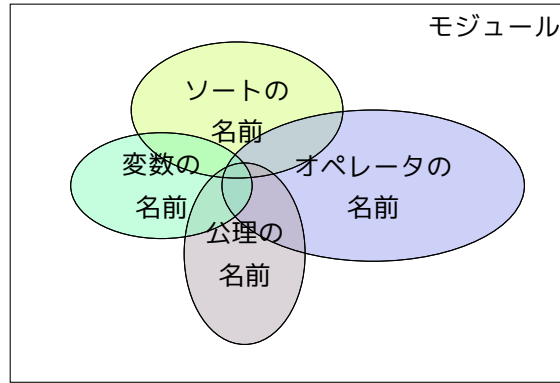 モジュール
ソートの
名前
変数の
名前
オペレータの
名前
公理の
名前